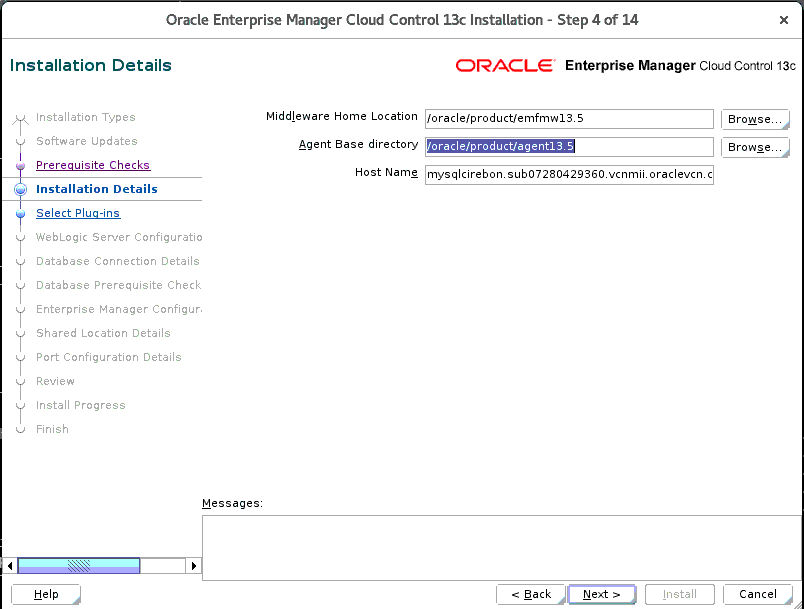 Oracle Enterprise Manager Cloud Control 13c Installation - Step 4 of 14
Installation Details
ORACLE Enterprise Manager Cloud Control 13c
Installation Types
Software Updates
Prerequisite Checks
Installation Details
Select Plug-ins
WebLogic Server Configuratio
Database Connection Details
Database Prerequisite Check
Enterprise Manager Configura
Shared Location Details
Port Configuration Details
Review
Install Progress
Finish
Middleware Home Location /oracle/product/emfmw13.5 Browse...
Agent Base directory /oracle/product/agent13.5 Browse...
Host Name mysqlcirebon.sub07280429360.vcnmii.oraclevcn.c
Messages:
Help < Back Next > Install Cancel